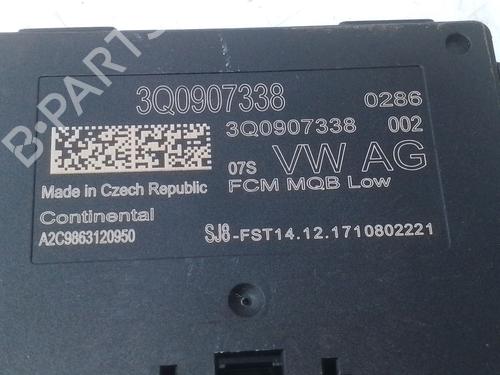 3Q0907338 0286
3Q0907338 002
07S VW AG
Made in Czech Republic FCM MQB Low
Continental
A2C9863120950 SJ8-FST14.12.1710802221
B-PARTS